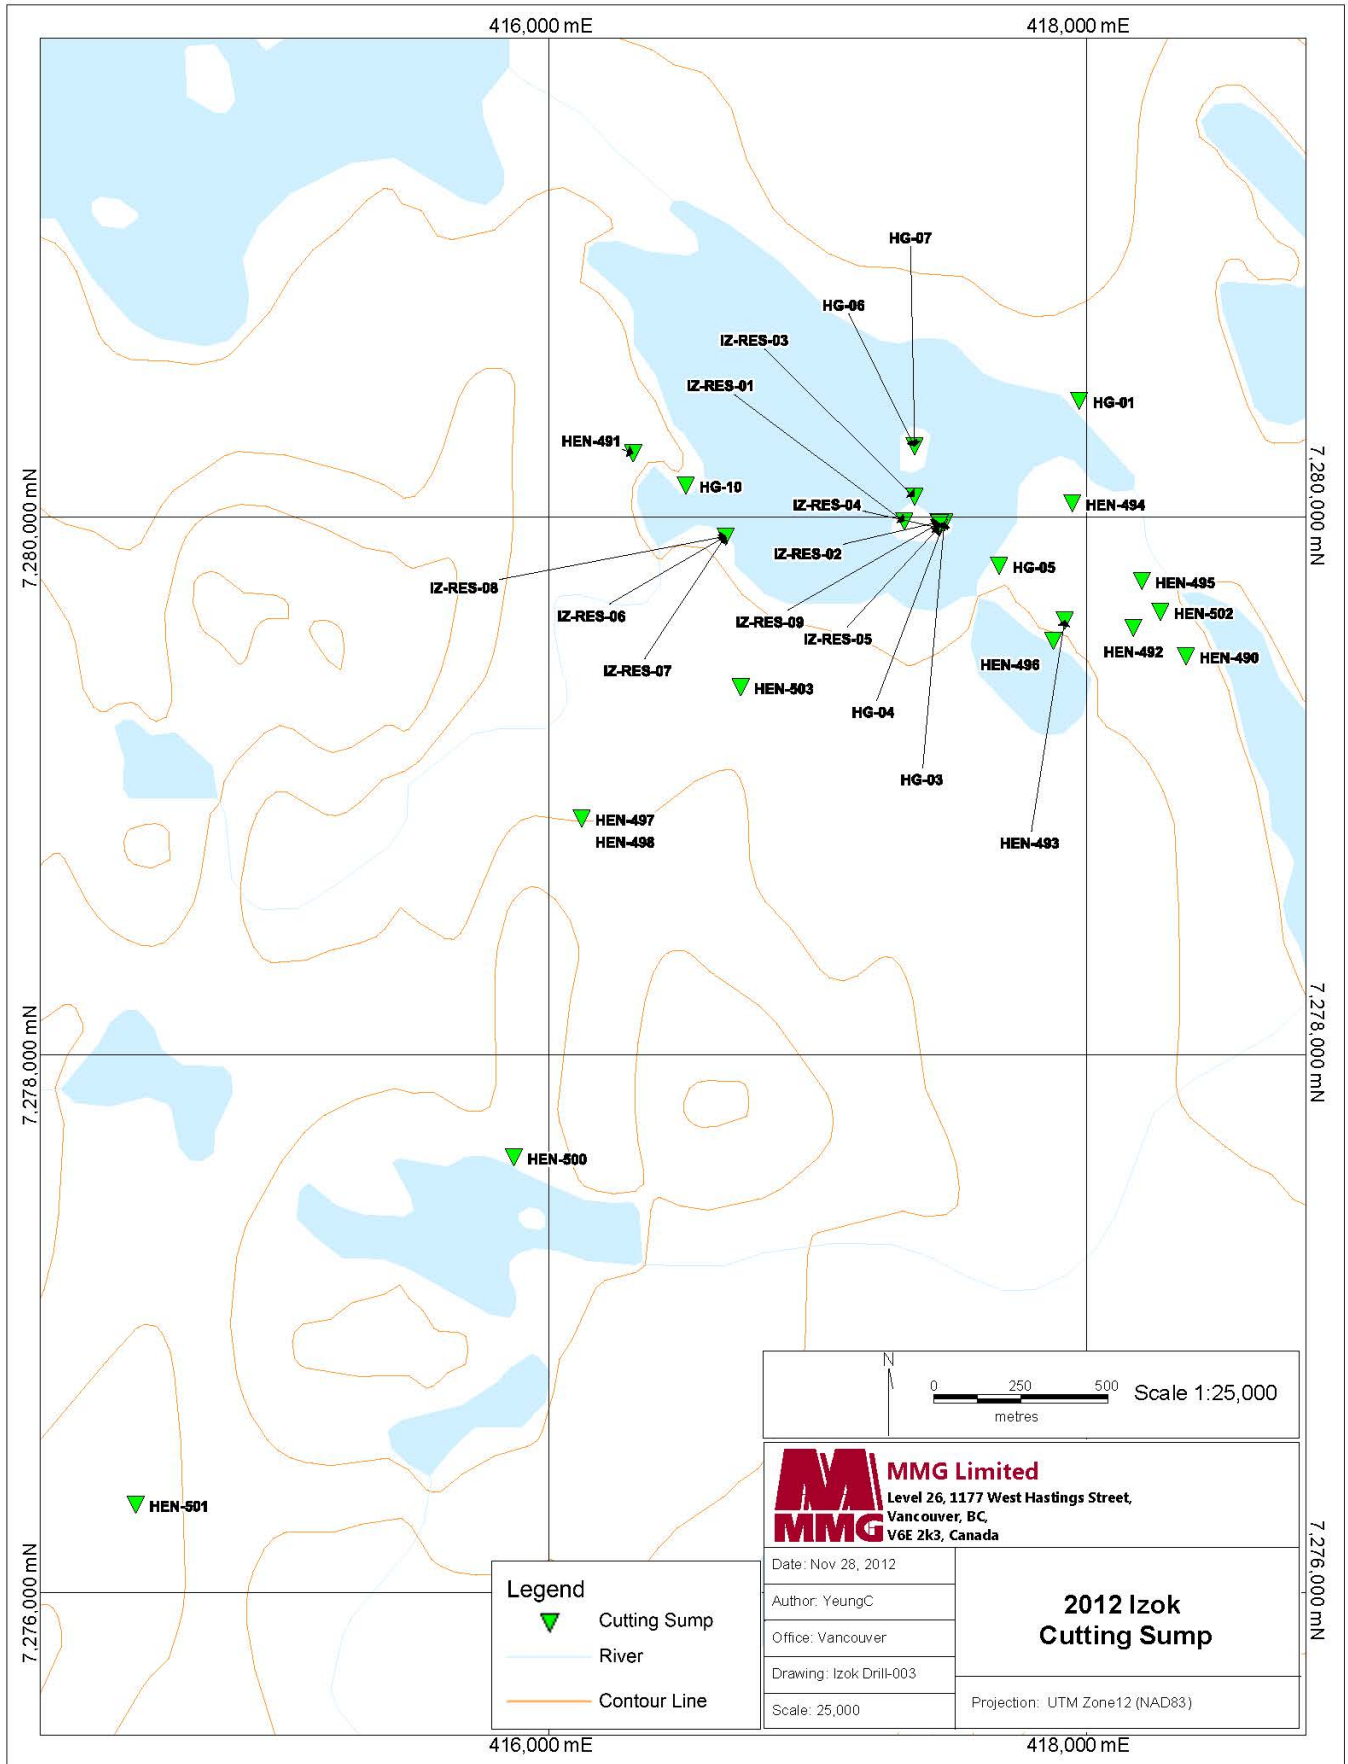 416,000 mE
418,000 mE
HG-07
HG-06
IZ-RES-03
IZ-RES-01
HG-01
HEN-491
HG-10
IZ-RES-04
HEN-494
7,280,000 mN
7,280,000 mN
IZ-RES-02
HG-05
IZ-RES-08
HEN-495
IZ-RES-06
HEN-502
IZ-RES-09
IZ-RES-05
HEN-492
HEN-490
HEN-496
IZ-RES-07
HEN-503
HG-04
HG-03
HEN-497
HEN-498
HEN-493
7,278,000 mN
7,278,000 mN
HEN-500
HEN-501
N
0 250 500
metres
Scale 1:25,000
MMG
MMG Limited
Level 26, 1177 West Hastings Street,
Vancouver, BC,
V6E 2k3, Canada
Date: Nov 28, 2012
Author: YeungC
Office: Vancouver
Drawing: Izok Drill-003
Scale: 25,000
2012 Izok
Cutting Sump
Projection: UTM Zone12 (NAD83)
Legend
Cutting Sump
River
Contour Line
7,276,000 mN
7,276,000 mN
416,000 mE
418,000 mE